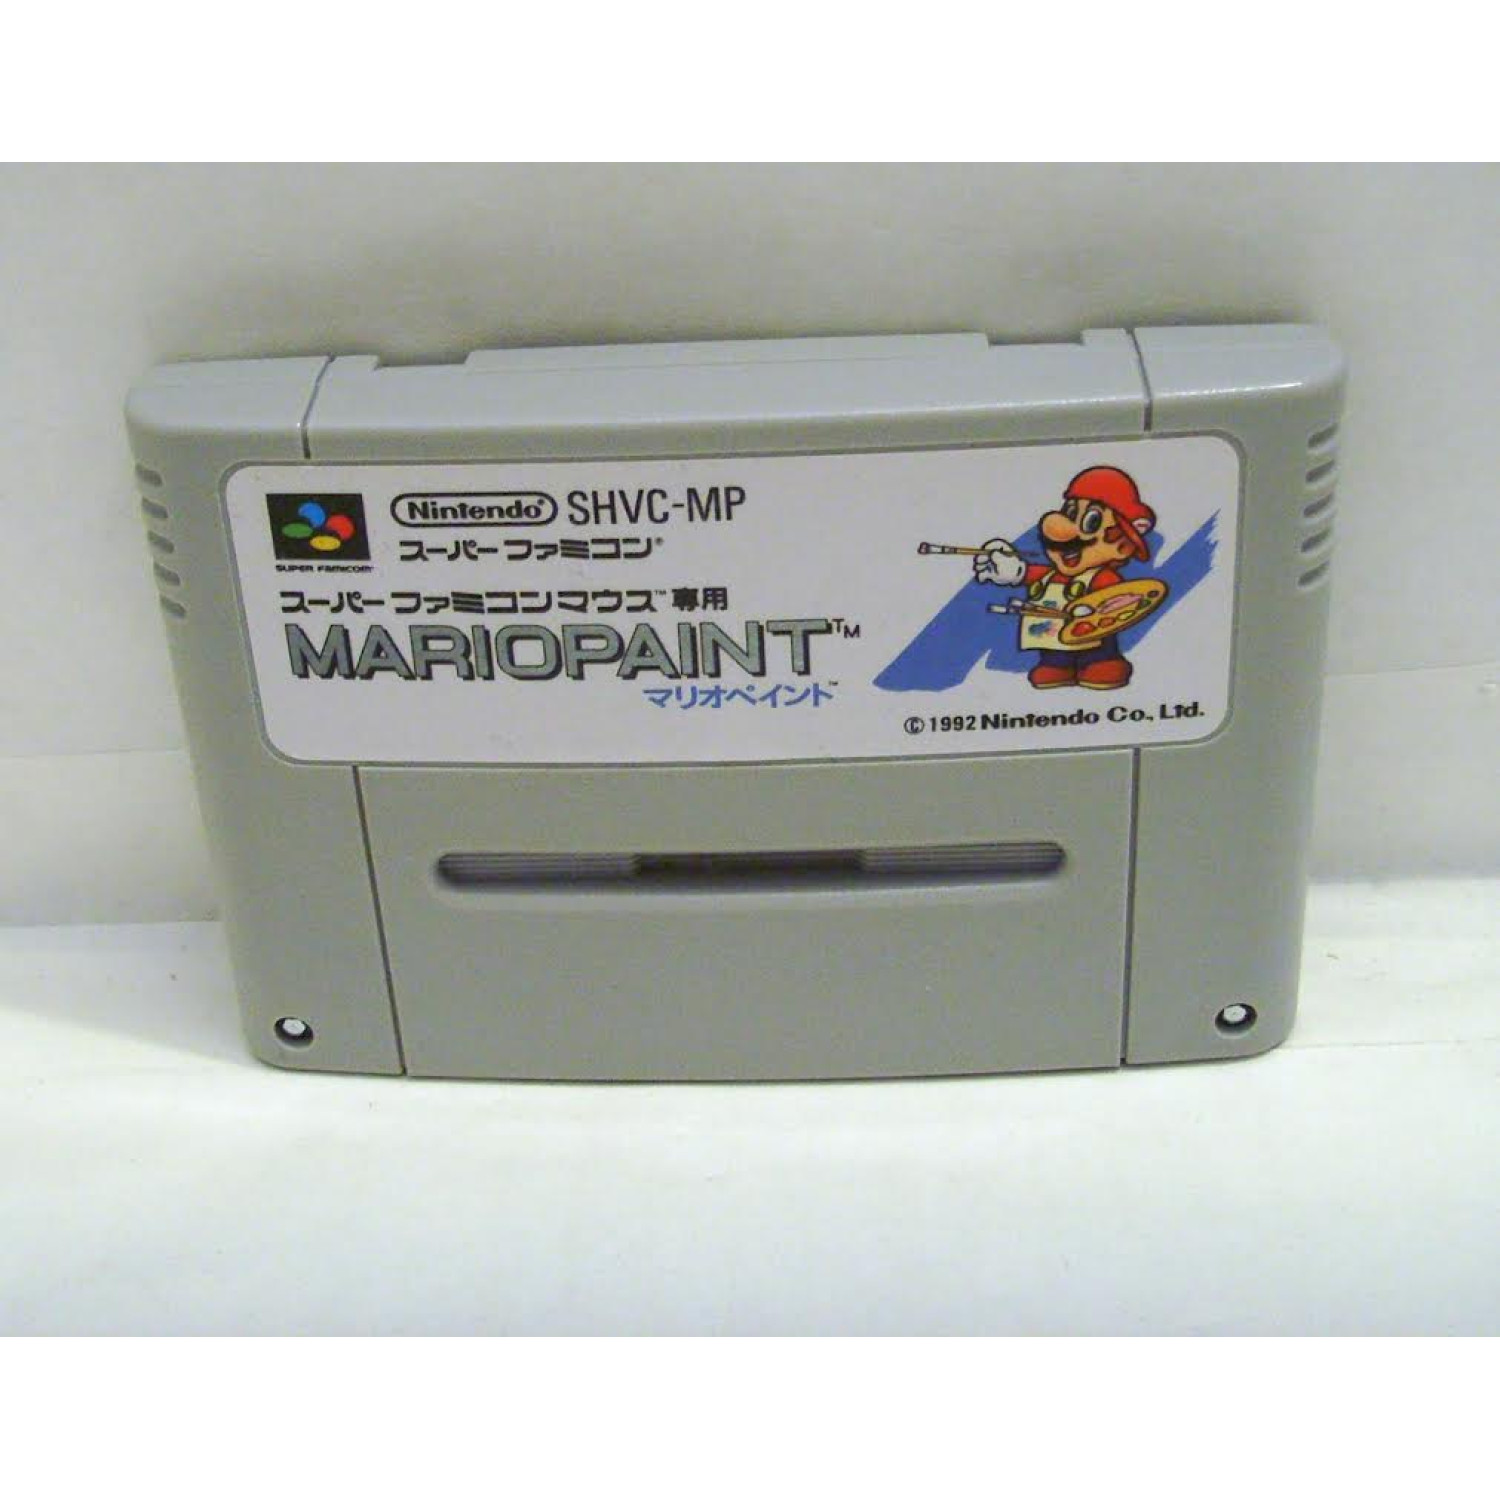 SUPER FAMICOM
Nintendo® SHVC-MP
スーパーファミコン®
スーパーファミコンマウス™専用
MARIOPAINT™
マリオペイント™
©1992 Nintendo Co., Ltd.